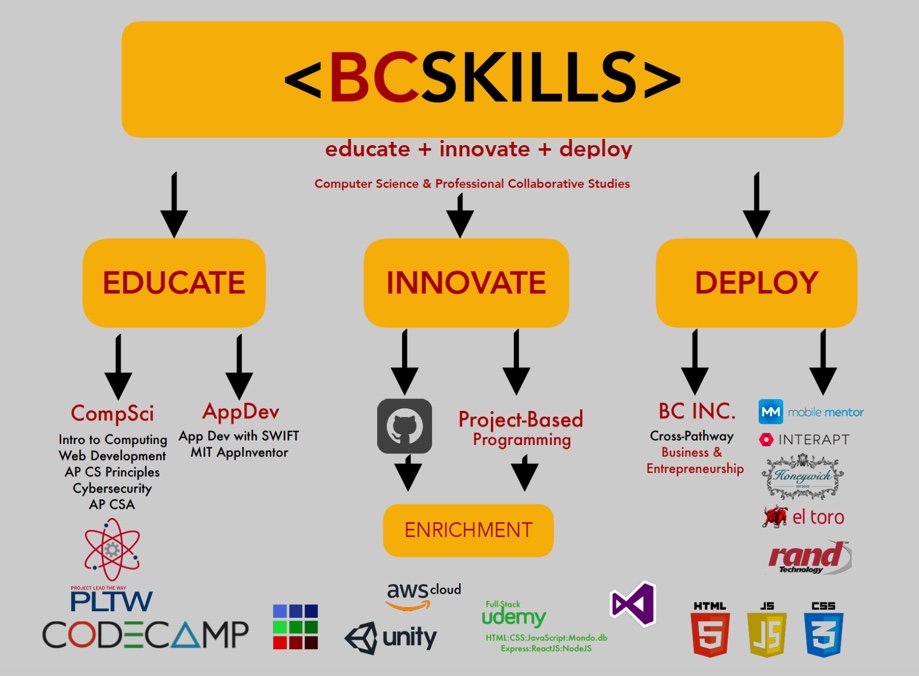 <BCSKILLS>
educate + innovate + deploy
Computer Science & Professional Collaborative Studies
EDUCATE
INNOVATE
DEPLOY
CompSci
Intro to Computing
Web Development
AP CS Principles
Cybersecurity
AP CSA
AppDev
App Dev with SWIFT
MIT AppInventor
Project-Based
Programming
BC INC.
Cross-Pathway
Business &
Entrepreneurship
MM mobile mentor
INTERAPT
Honeywick
el toro
rand
Technology
ENRICHMENT
PROJECT LEAD THE WAY
PLTW
CODECAMP
aws cloud
unity
Full-Stack
udemy
HTML:CSS:JavaScript:Mondo.db
Express:ReactJS:NodeJS
HTML
5
JS
JS
CSS
3